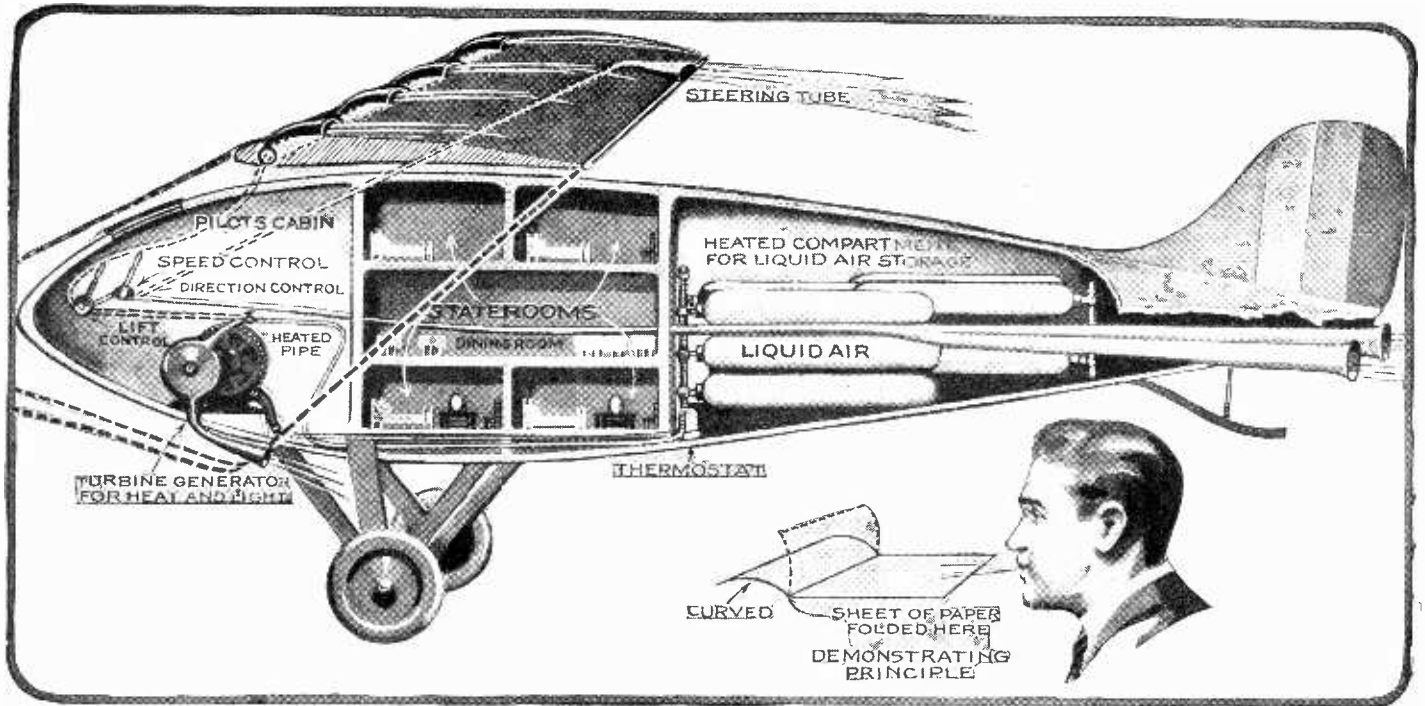 STEERING TUBE
PILOTS CABIN
SPEED CONTROL
DIRECTION CONTROL
LIFT
CONTROL
HEATED
PIPE
STATEROOMS
DINING ROOM
HEATED COMPARTMENT
FOR LIQUID AIR STORAGE
LIQUID AIR
TURBINE GENERATOR
FOR HEAT AND LIGHT
THERMOSTAT
CURVED
SHEET OF PAPER
FOLDED HERE
DEMONSTRATING
PRINCIPLE